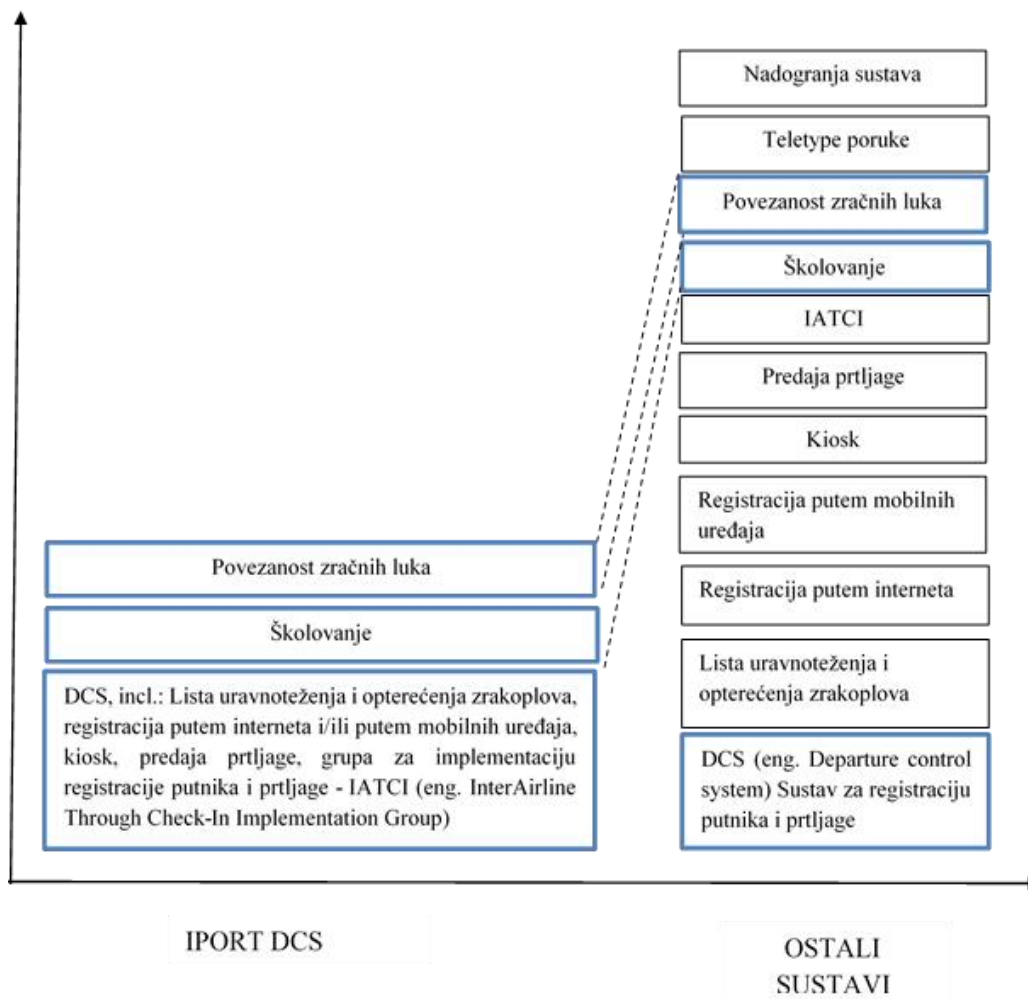 Nadogranja sustava
Teletype poruke
Povezanost zračnih luka
Školovanje
IATCI
Predaja prtljage
Kiosk
Registracija putem mobilnih
uređaja
Registracija putem interneta
Lista uravnoteženja i
opterećenja zrakoplova
DCS (eng. Departure control
system) Sustav za registraciju
putnika i prtljage
Povezanost zračnih luka
Školovanje
DCS, incl.: Lista uravnoteženja i opterećenja zrakoplova,
registracija putem interneta i/ili putem mobilnih uređaja,
kiosk, predaja prtljage, grupa za implementaciju
registracije putnika i prtljage - IATCI (eng. InterAirline
Through Check-In Implementation Group)
IPORT DCS
OSTALI
SUSTAVI